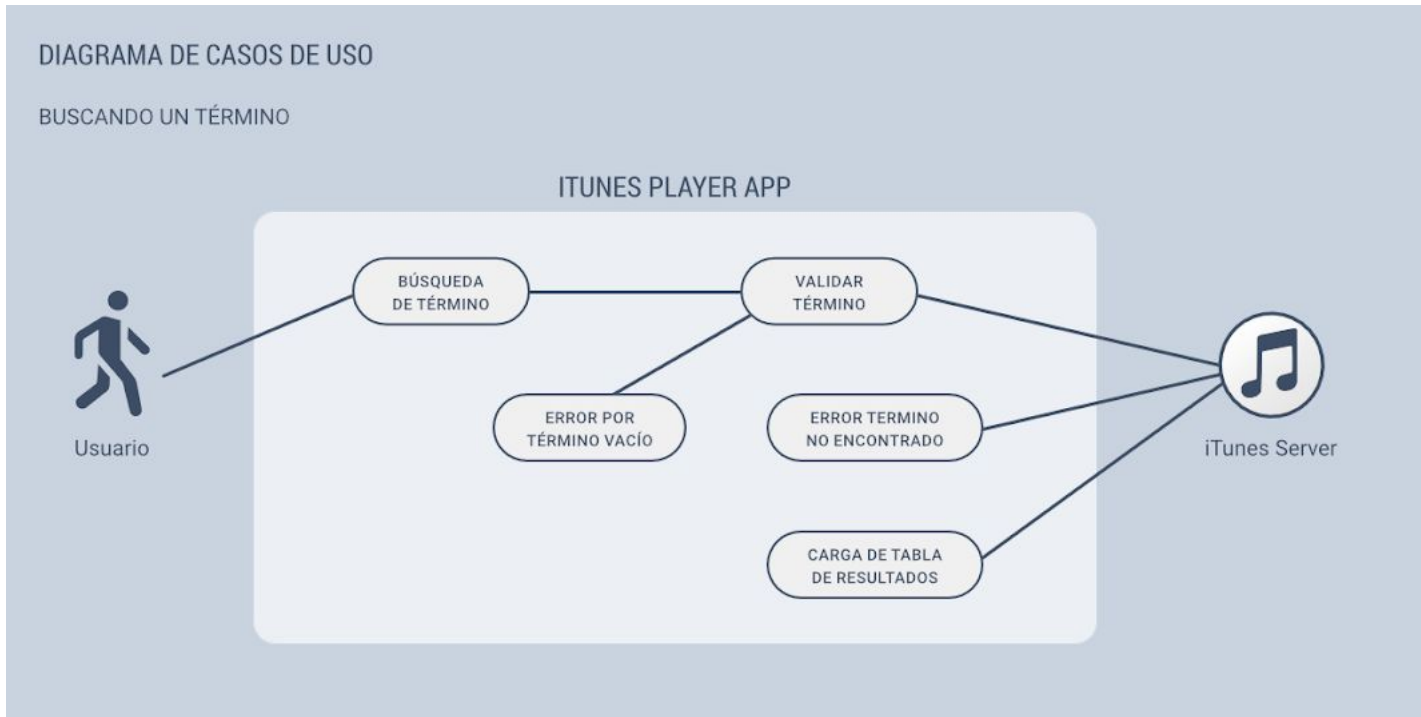 DIAGRAMA DE CASOS DE USO
BUSCANDO UN TÉRMINO
ITUNES PLAYER APP
BÚSQUEDA
DE TÉRMINO
VALIDAR
TÉRMINO
ERROR POR
TÉRMINO VACÍO
ERROR TERMINO
NO ENCONTRADO
Usuario
iTunes Server
CARGA DE TABLA
DE RESULTADOS